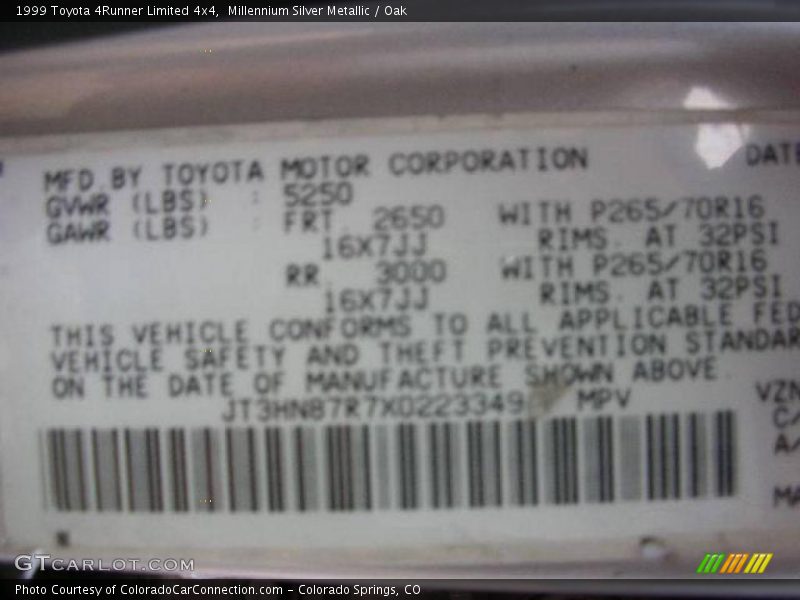 1999 Toyota 4Runner Limited 4x4,  Millennium Silver Metallic / Oak
MFD.BY TOYOTA MOTOR CORPORATION DATE
GVWR (LBS) : 5250
GAWR (LBS) : FRT. 2650 WITH P265/70R16
16X7JJ RIMS. AT 32PSI
RR. 3000 WITH P265/70R16
16X7JJ RIMS. AT 32PSI
THIS VEHICLE CONFORMS TO ALL APPLICABLE FED
VEHICLE SAFETY AND THEFT PREVENTION STANDAR
ON THE DATE OF MANUFACTURE SHOWN ABOVE.
JT3HN87R7X0223349 MPV VZN
C/
A/
MA
GTCARLOT.COM
Photo Courtesy of ColoradoCarConnection.com – Colorado Springs, CO